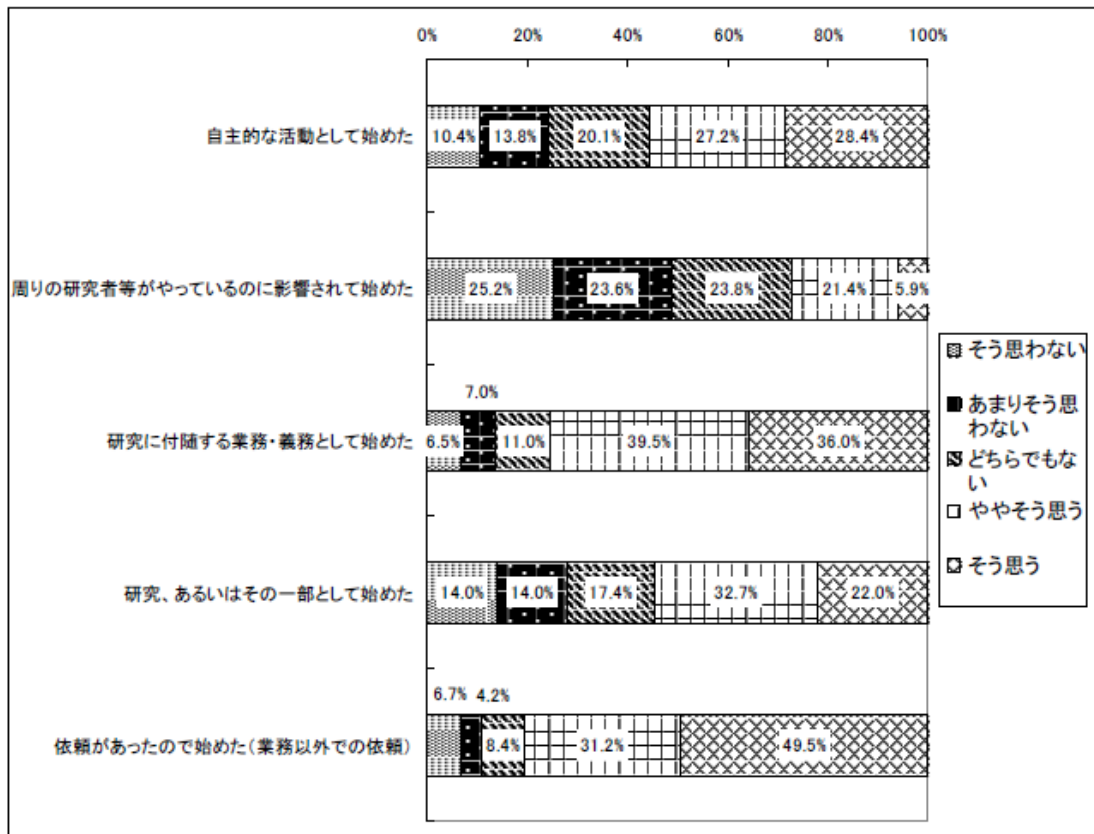 0% 20% 40% 60% 80% 100%
自主的な活動として始めた
10.4% 13.8% 20.1% 27.2% 28.4%
周りの研究者等がやっているのに影響されて始めた
25.2% 23.6% 23.8% 21.4% 5.9%
7.0%
研究に付随する業務・義務として始めた
6.5% 11.0% 39.5% 36.0%
研究、あるいはその一部として始めた
14.0% 14.0% 17.4% 32.7% 22.0%
6.7% 4.2%
依頼があったので始めた(業務以外での依頼)
8.4% 31.2% 49.5%
そう思わない
あまりそう思
わない
どちらでもな
い
ややそう思う
そう思う